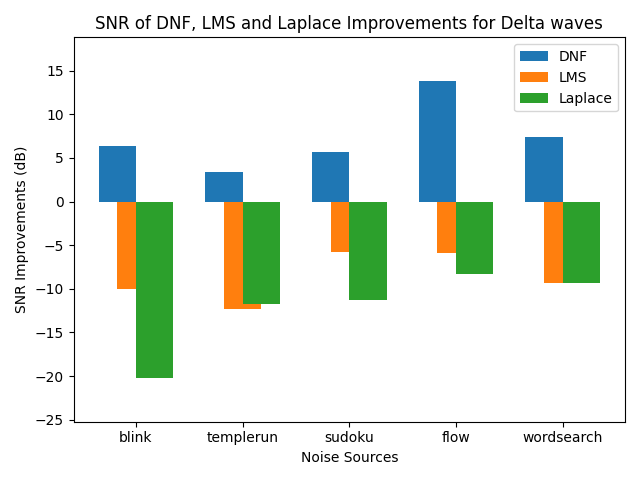 SNR of DNF, LMS and Laplace Improvements for Delta waves
DNF
LMS
Laplace
SNR Improvements (dB)
15
10
5
0
−5
−10
−15
−20
−25
blink templerun sudoku flow wordsearch
Noise Sources